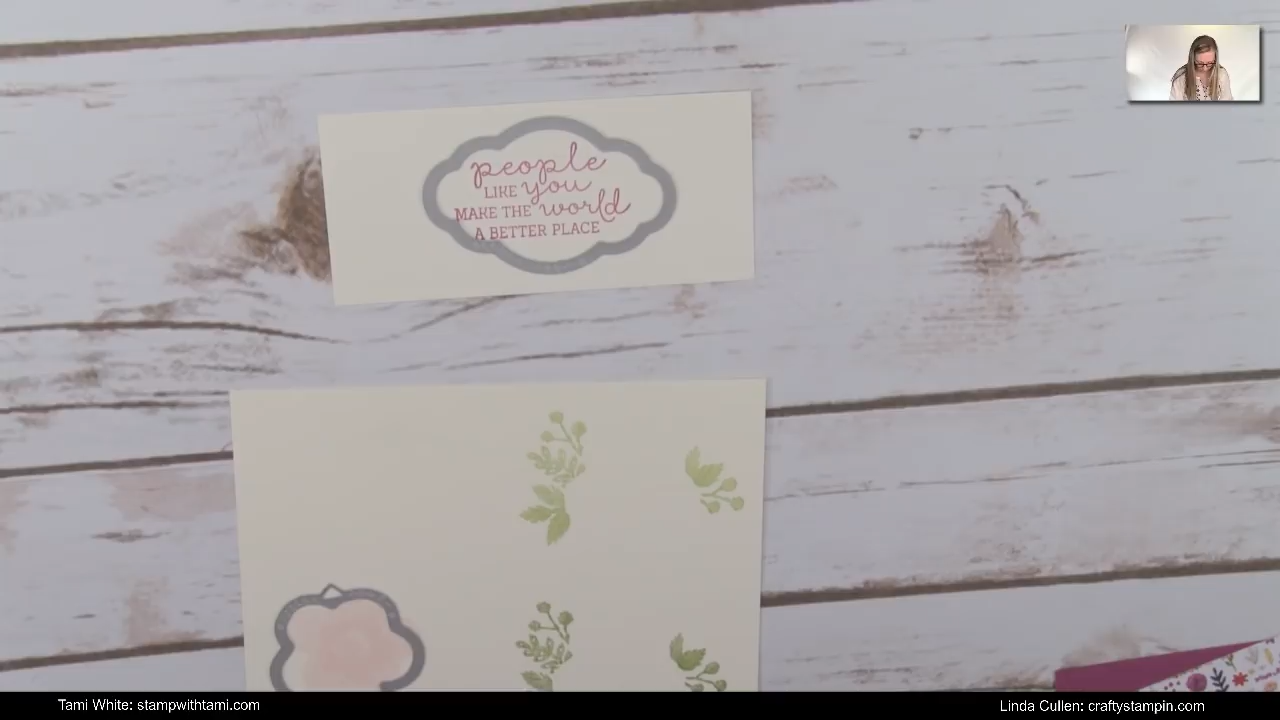 people
LIKE you
MAKE THE world
A BETTER PLACE
Tami White: stampwithtami.com
Linda Cullen: craftystampin.com